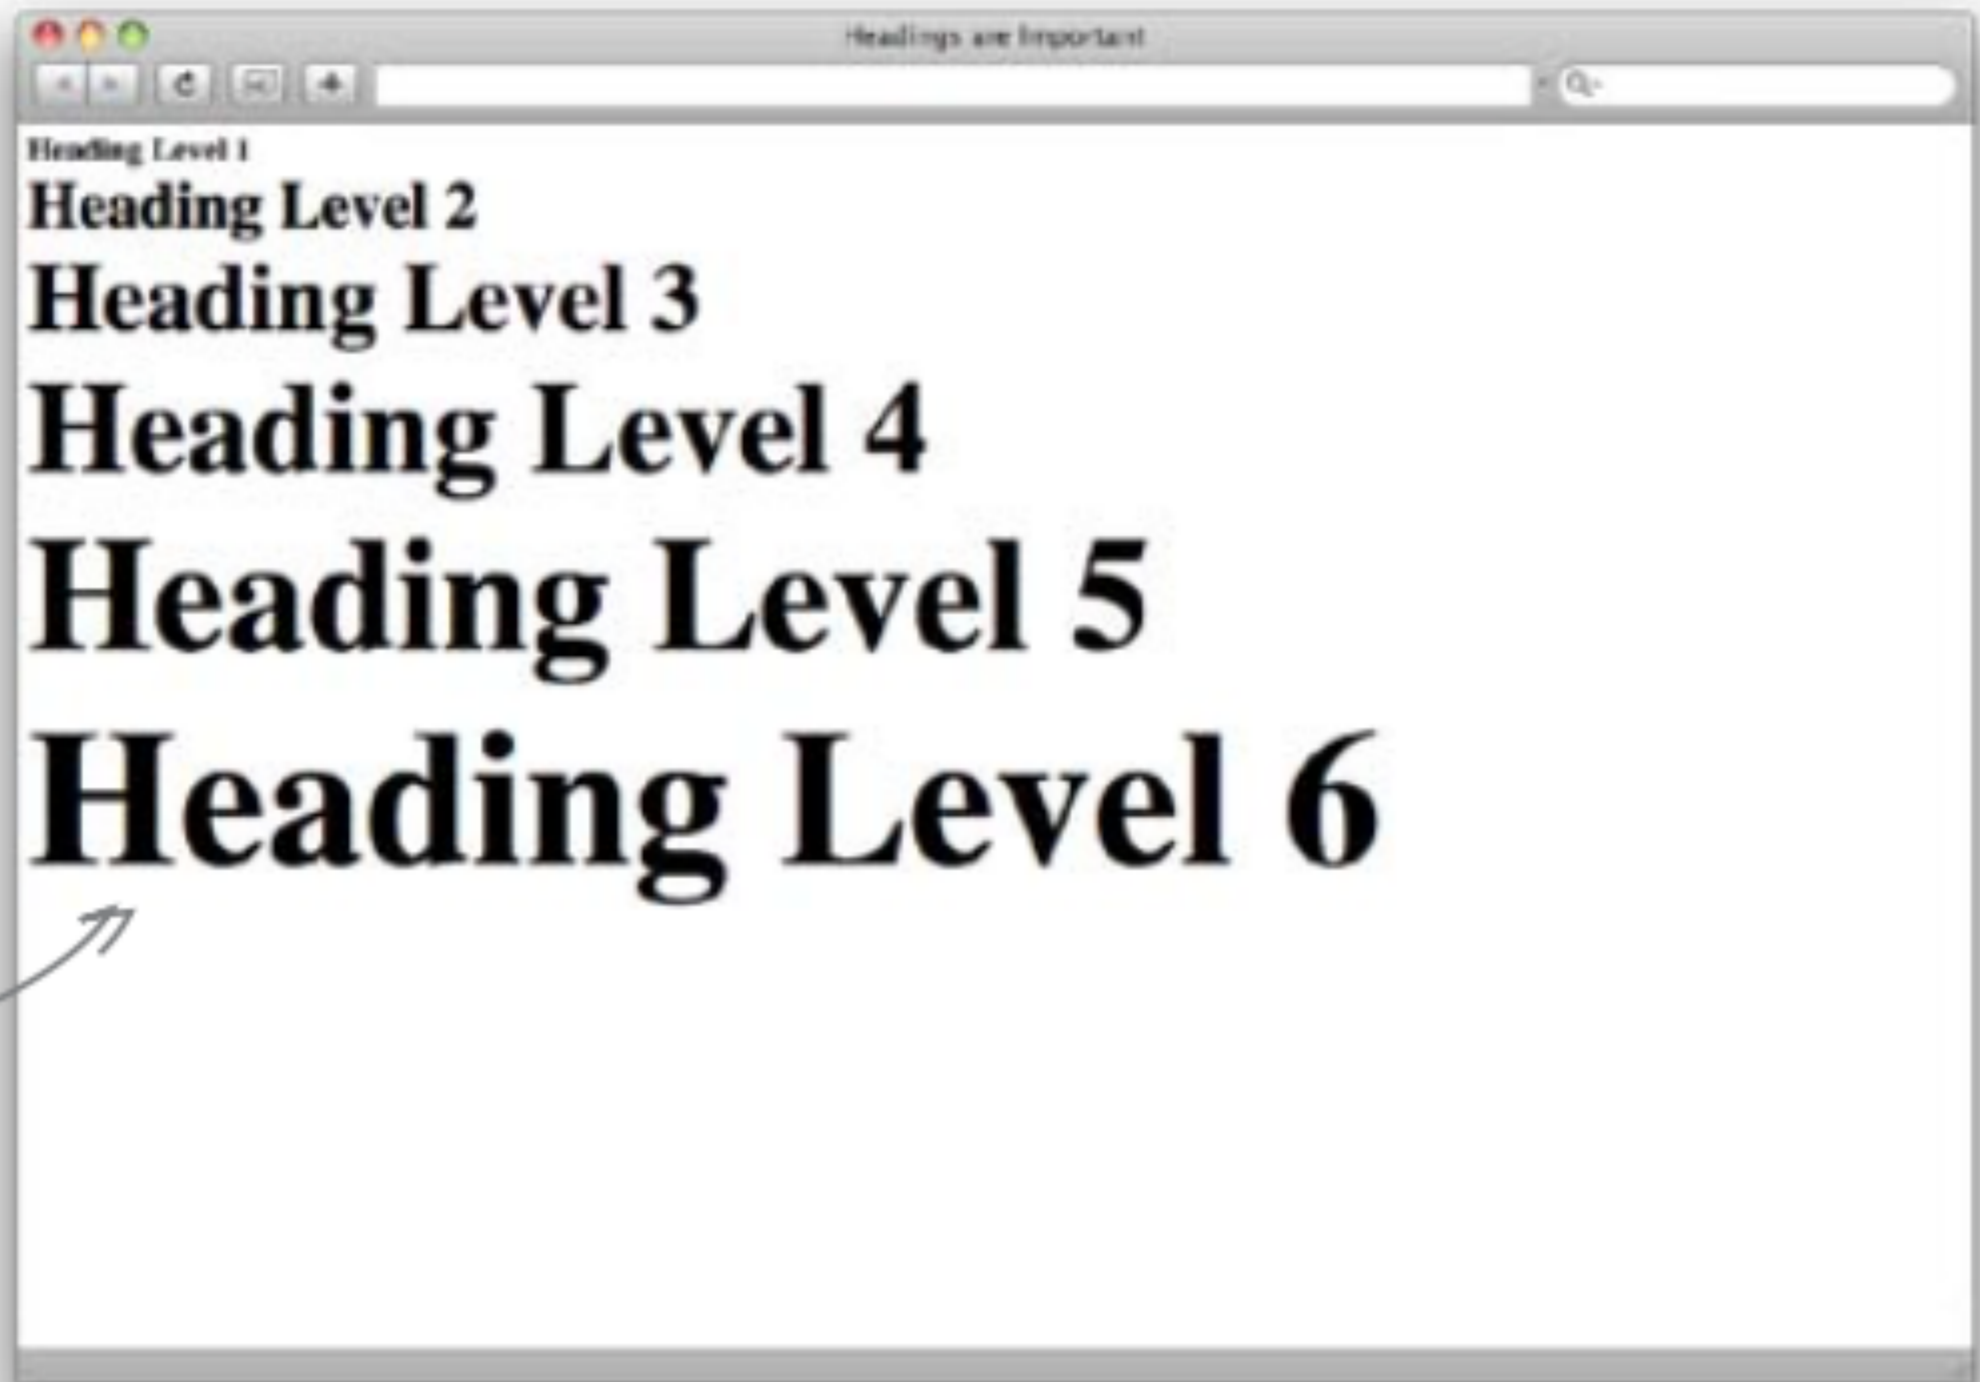 Headings are Important
Heading Level 1
Heading Level 2
Heading Level 3
Heading Level 4
Heading Level 5
Heading Level 6